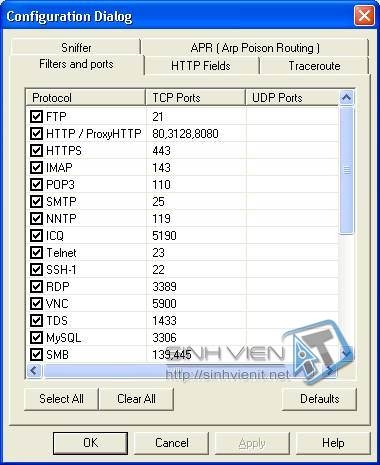 Configuration Dialog
Sniffer APR ( Arp Poison Routing )
Filters and ports HTTP Fields Traceroute
Protocol TCP Ports UDP Ports
FTP 21
HTTP / ProxyHTTP 80,3128,8080
HTTPS 443
IMAP 143
POP3 110
SMTP 25
NNTP 119
ICQ 5190
Telnet 23
SSH-1 22
RDP 3389
VNC 5900
TDS 1433
MySQL 3306
SMB 139,445
SINH VIEN IT
http://sinhvienit.net
Select All Clear All Defaults
OK Cancel Apply Help